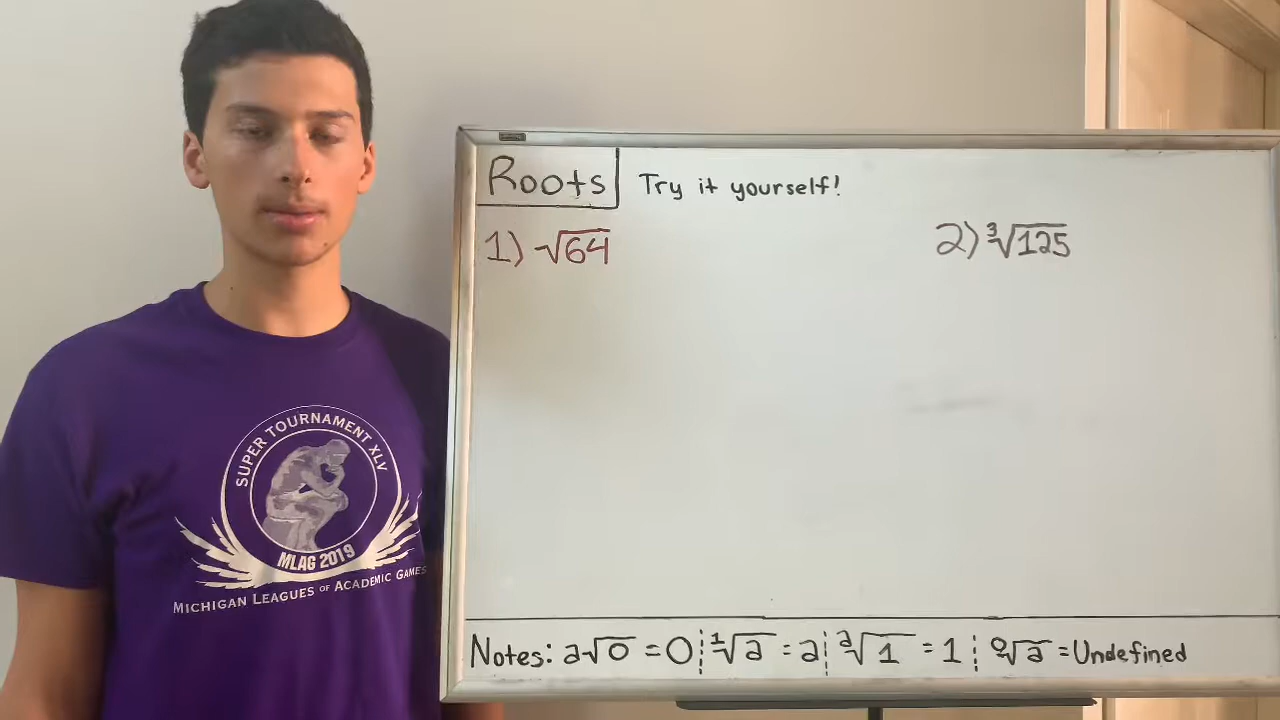 Roots Try it yourself!
1) √64 2) ³√125
Notes: a√0 = 0 ¦ ¹√a = a ¦ ᵃ√1 = 1 ¦ ⁰√a = Undefined
SUPER TOURNAMENT XLV
MLAG 2019
MICHIGAN LEAGUES OF ACADEMIC GAMES